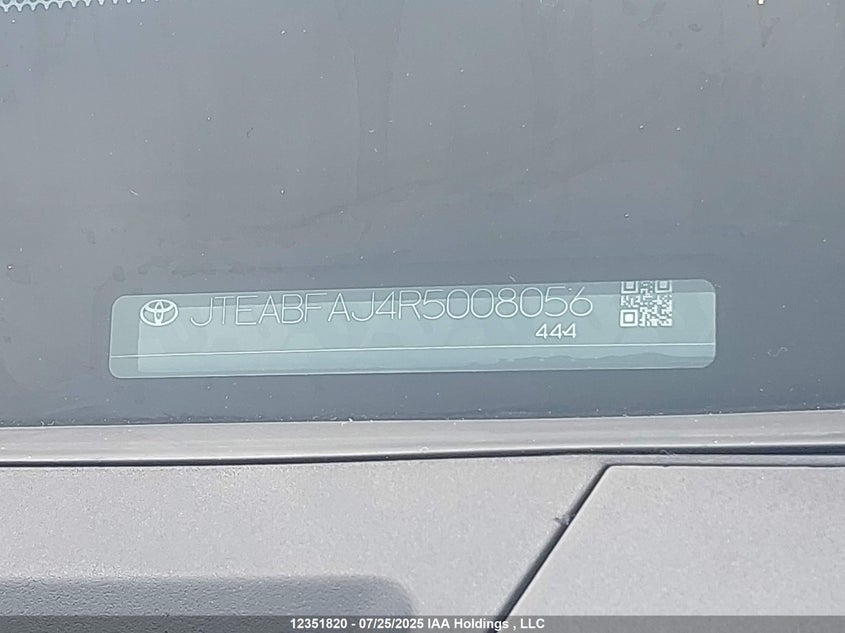 JTEABFAJ4R5008056
444
12351820 - 07/25/2025 IAA Holdings , LLC